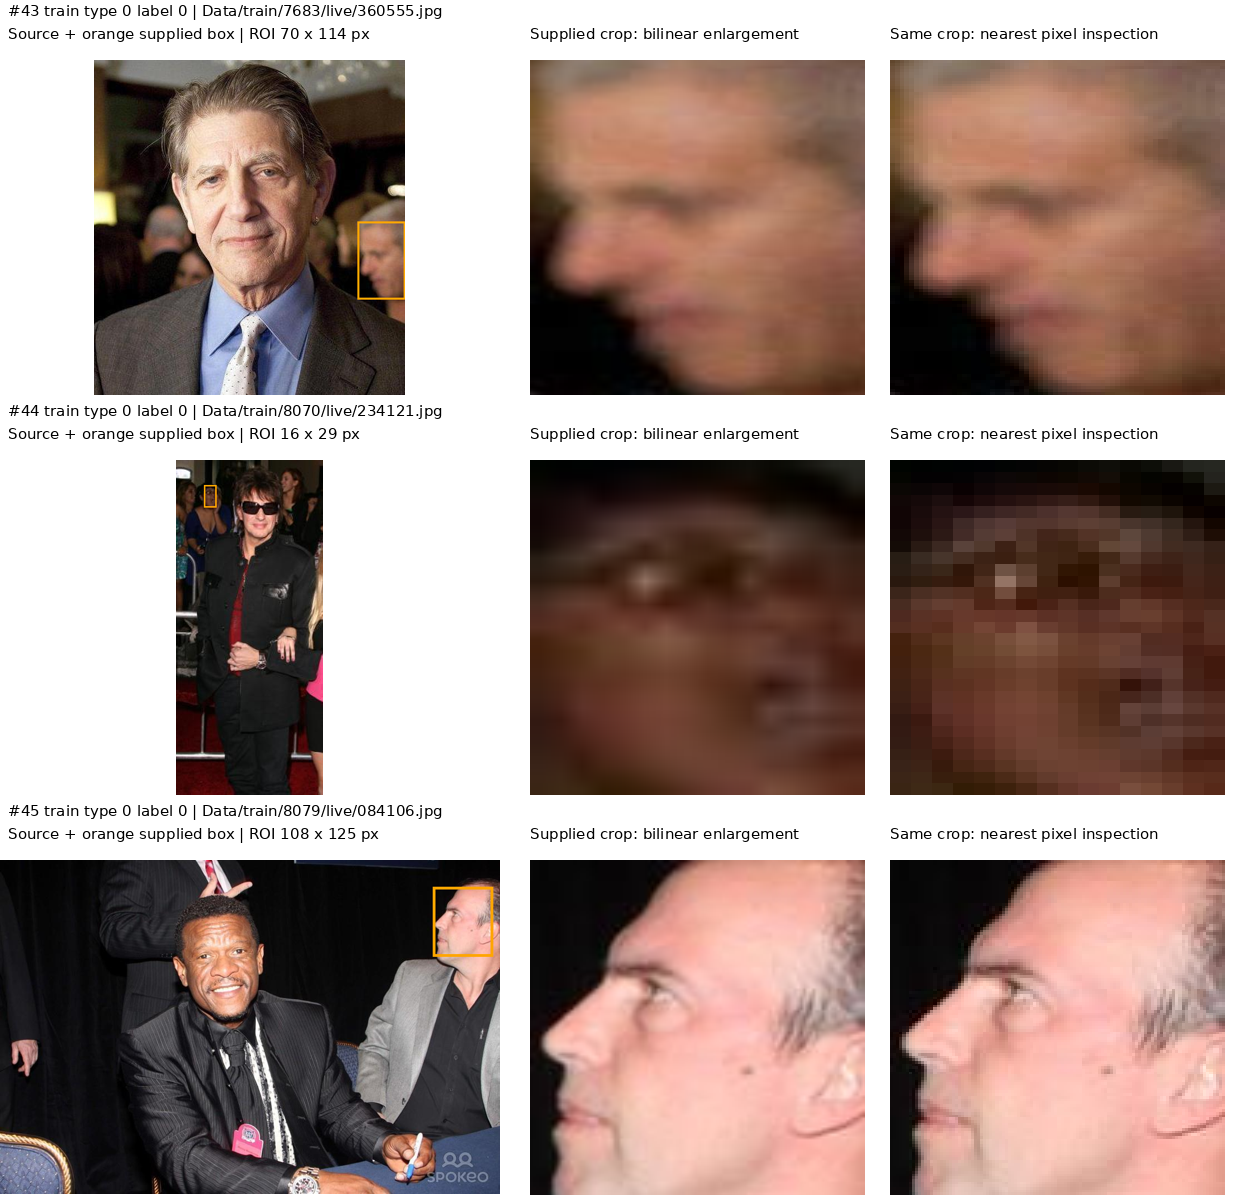 #43 train type 0 label 0 | Data/train/7683/live/360555.jpg
Source + orange supplied box | ROI 70 x 114 px
Supplied crop: bilinear enlargement
Same crop: nearest pixel inspection
#44 train type 0 label 0 | Data/train/8070/live/234121.jpg
Source + orange supplied box | ROI 16 x 29 px
Supplied crop: bilinear enlargement
Same crop: nearest pixel inspection
#45 train type 0 label 0 | Data/train/8079/live/084106.jpg
Source + orange supplied box | ROI 108 x 125 px
Supplied crop: bilinear enlargement
Same crop: nearest pixel inspection
SPOKEO